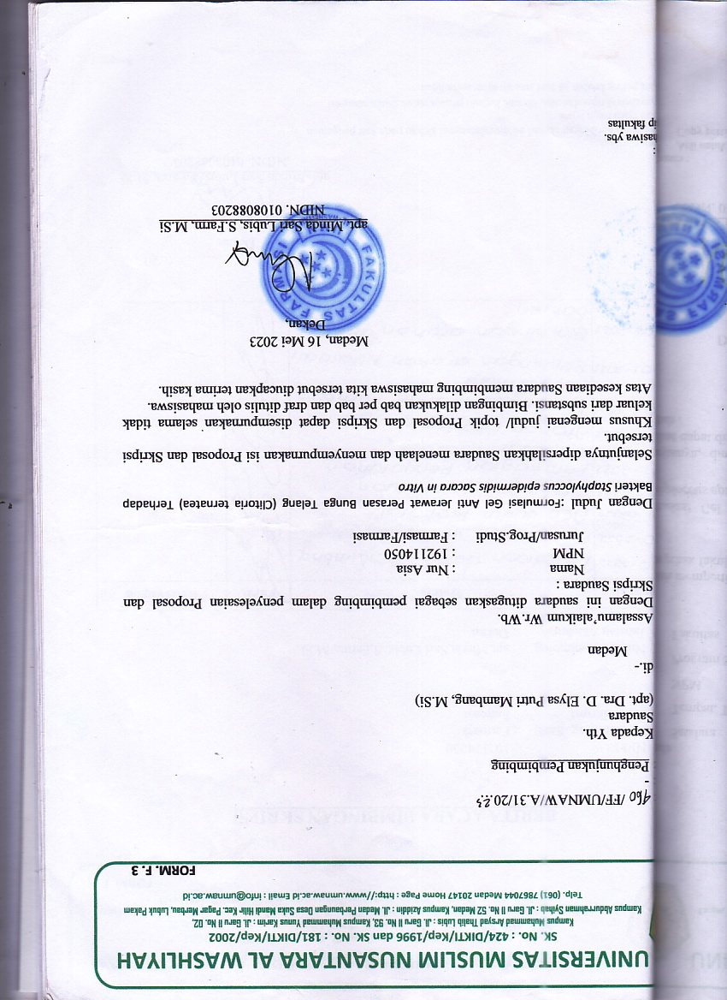 UNIVERSITAS MUSLIM NUSANTARA AL WASHLIYAH
SK. No. : 424/DIKTI/Kep/1996 dan SK. No. : 181/DIKTI/Kep/2002
Kampus Muhammad Arsyad Thalib Lubis : Jl. Garu II No. 93, Kampus Muhammad Yunus Karim : Jl. Garu II No. 02,
Kampus Abdurrahman Syihab : Jl. Garu II No. 52 Medan, Kampus Aziddin : Jl. Medan Perbaungan Desa Suka Mandi Hilir Kec. Pagar Merbau, Lubuk Pakam
Telp. (061) 7867044 Medan 20147 Home Page : http://www.umnaw.ac.id Email : info@umnaw.ac.id
FORM. F. 3
460 /FF/UMNAW/A.31/20.23
-
Penghunjukan Pembimbing
Kepada Yth.
Saudara
(apt. Dra. D. Elysa Putri Mambang, M.Si)
di.-
Medan
Assalamu'alaikum Wr.Wb.
Dengan ini saudara ditugaskan sebagai pembimbing dalam penyelesaian Proposal dan
Skripsi Saudara :
Nama : Nur Asia
NPM : 192114050
Jurusan/Prog.Studi : Farmasi/Farmasi
Dengan Judul :Formulasi Gel Anti Jerawat Perasan Bunga Telang (Clitoria ternatea) Terhadap
Bakteri Staphyloccus epidermidis Sacara in Vitro
Selanjutnya dipersilahkan Saudara menelaah dan menyempurnakan isi Proposal dan Skripsi
tersebut.
Khusus mengenai judul/ topik Proposal dan Skripsi dapat disempurnakan selama tidak
keluar dari substansi. Bimbingan dilakukan bab per bab dan draf ditulis oleh mahasiswa.
Atas kesediaan Saudara membimbing mahasiswa kita tersebut diucapkan terima kasih.
Medan, 16 Mei 2023
Dekan,
FAKULTAS FARMASI
apt. Minda Sari Lubis, S.Farm, M.Si
NIDN. 0108088203
:
asiwa ybs.
ip fakultas